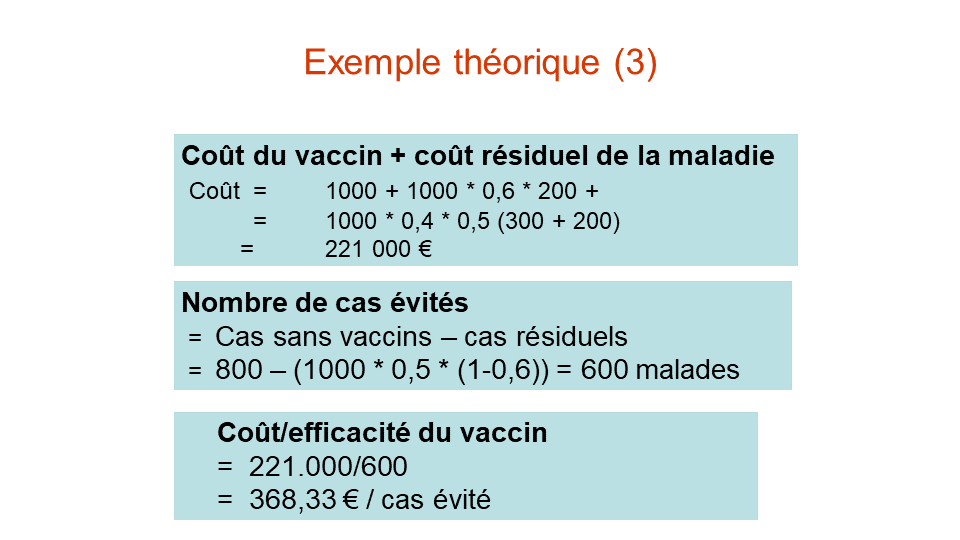 Exemple théorique (3)
Coût du vaccin + coût résiduel de la maladie
Coût = 1000 + 1000 * 0,6 * 200 +
= 1000 * 0,4 * 0,5 (300 + 200)
= 221 000 €
Nombre de cas évités
= Cas sans vaccins – cas résiduels
= 800 – (1000 * 0,5 * (1-0,6)) = 600 malades
Coût/efficacité du vaccin
= 221.000/600
= 368,33 € / cas évité